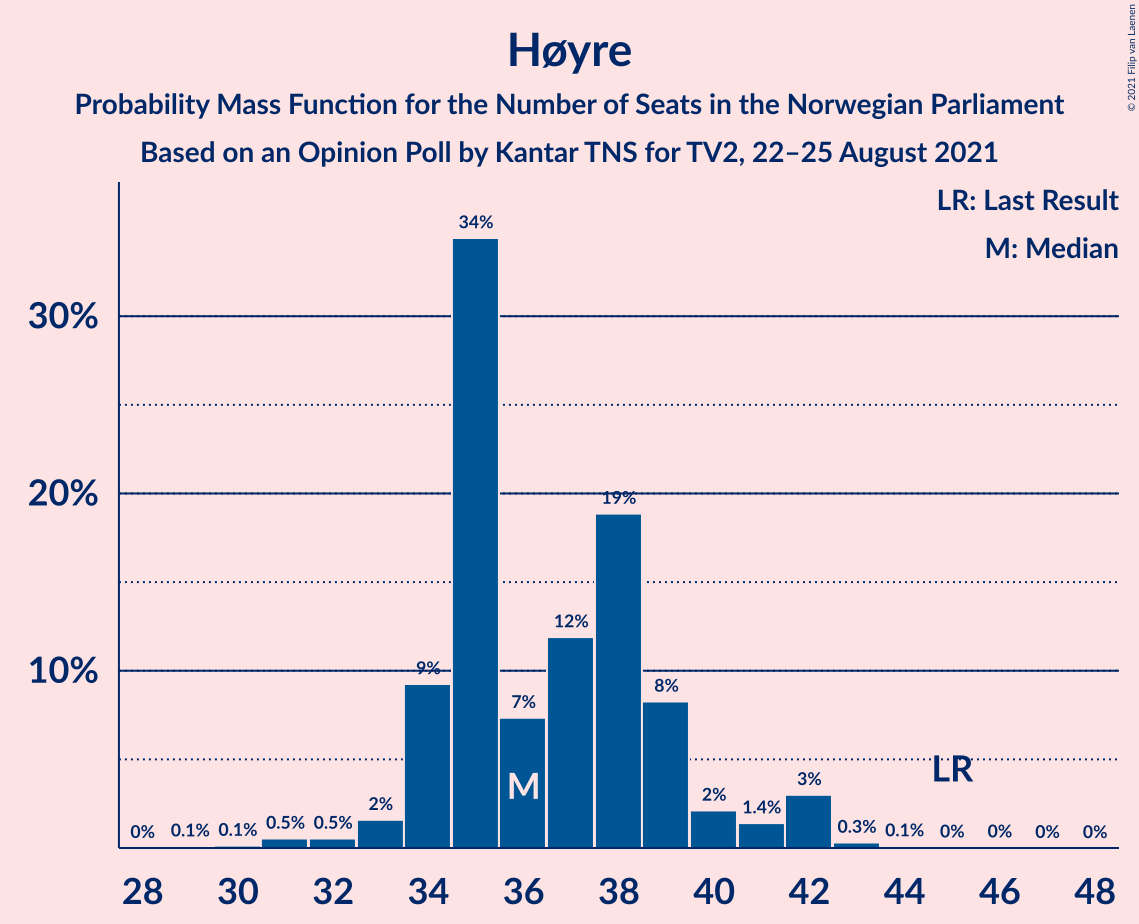 Høyre
Probability Mass Function for the Number of Seats in the Norwegian Parliament
Based on an Opinion Poll by Kantar TNS for TV2, 22–25 August 2021
© 2021 Filip van Laenen
LR: Last Result
M: Median
30%
20%
10%
0% 0.1% 0.1% 0.5% 0.5% 2% 9% 34% 7% 12% 19% 8% 2% 1.4% 3% 0.3% 0.1% 0% 0% 0% 0%
M
LR
28 30 32 34 36 38 40 42 44 46 48